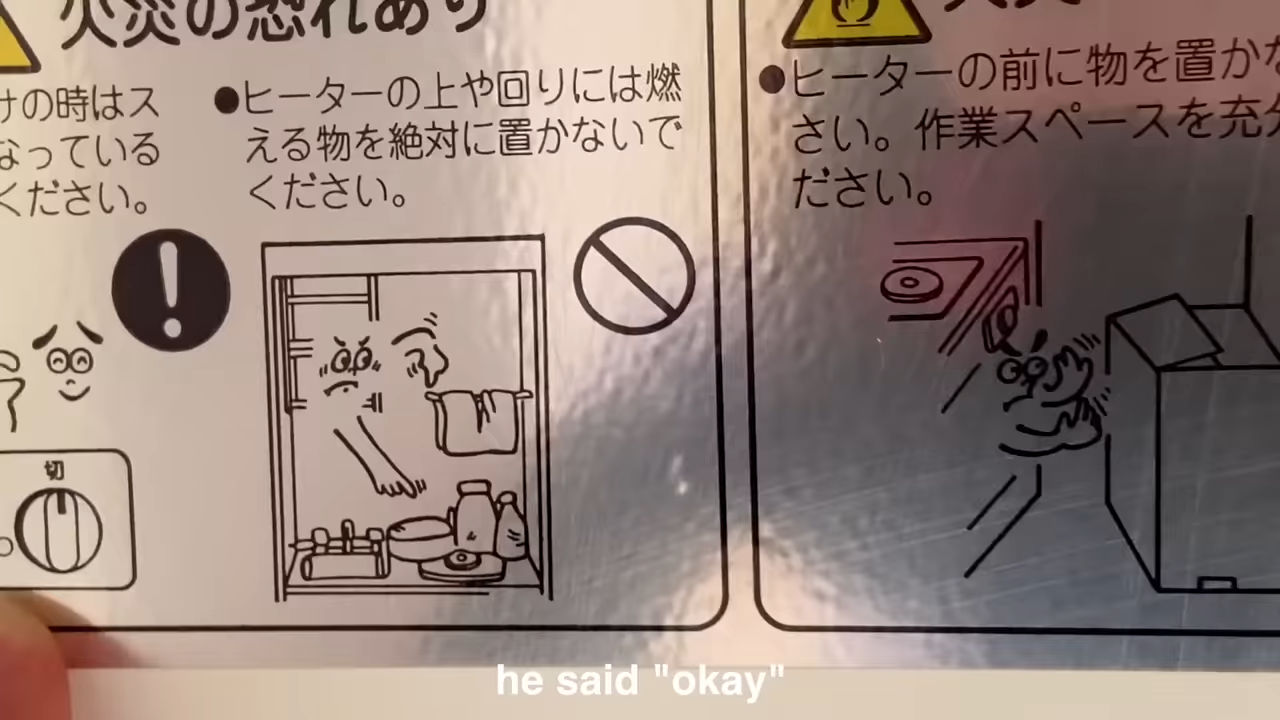 火災の恐れあり
けの時はス
なっている
ください。
●ヒーターの上や回りには燃
える物を絶対に置かないで
ください。
切
●ヒーターの前に物を置かな
さい。作業スペースを充分
ださい。
he said "okay"